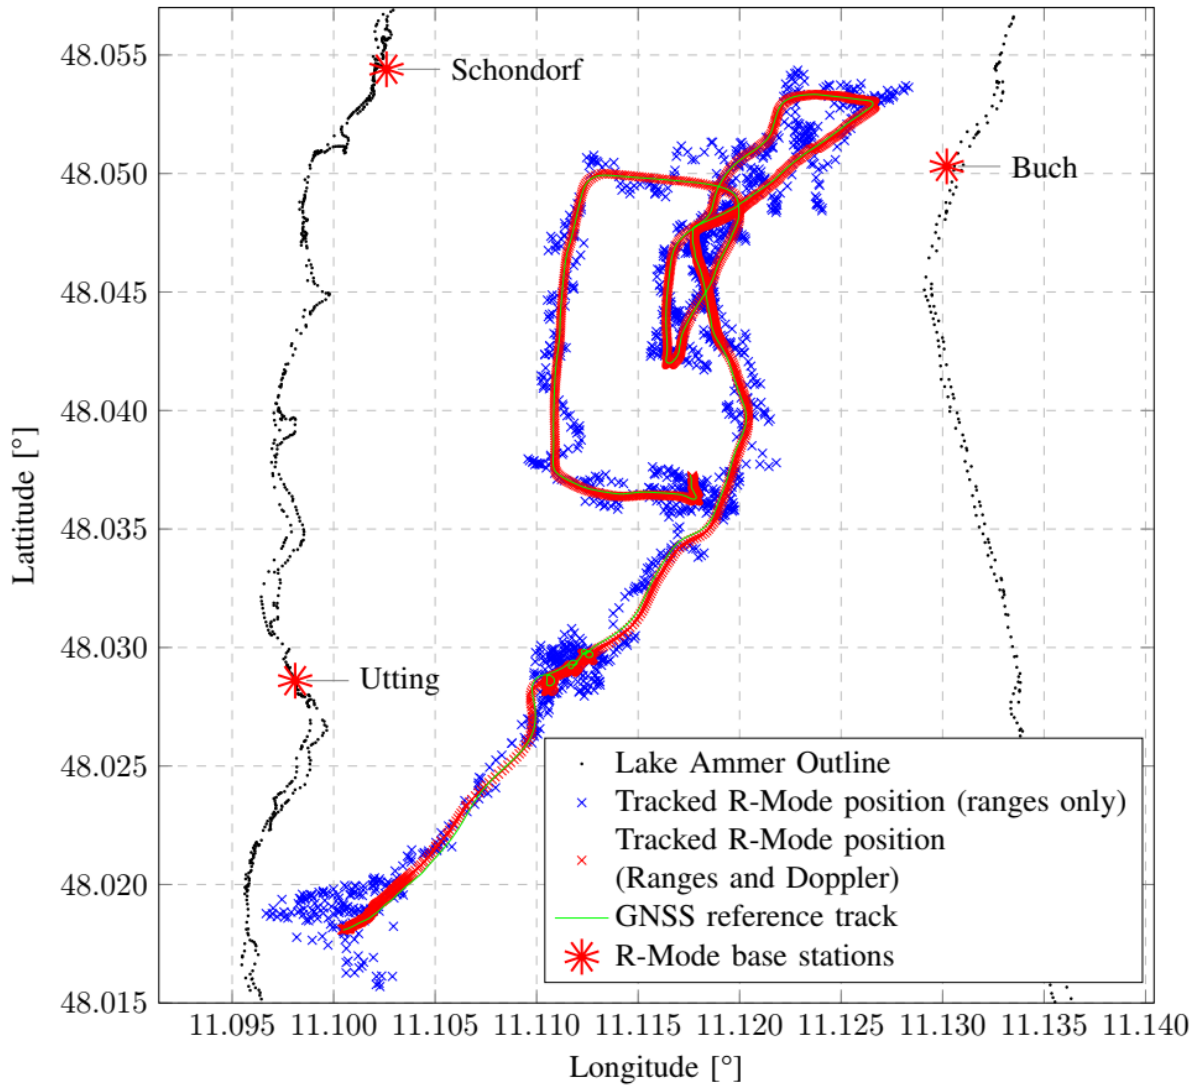 48.055
Schondorf
48.050
Buch
48.045
48.040
Lattitude [°]
48.035
48.030
Utting
48.025
Lake Ammer Outline
Tracked R-Mode position (ranges only)
Tracked R-Mode position
(Ranges and Doppler)
48.020
GNSS reference track
R-Mode base stations
48.015
11.095 11.100 11.105 11.110 11.115 11.120 11.125 11.130 11.135 11.140
Longitude [°]